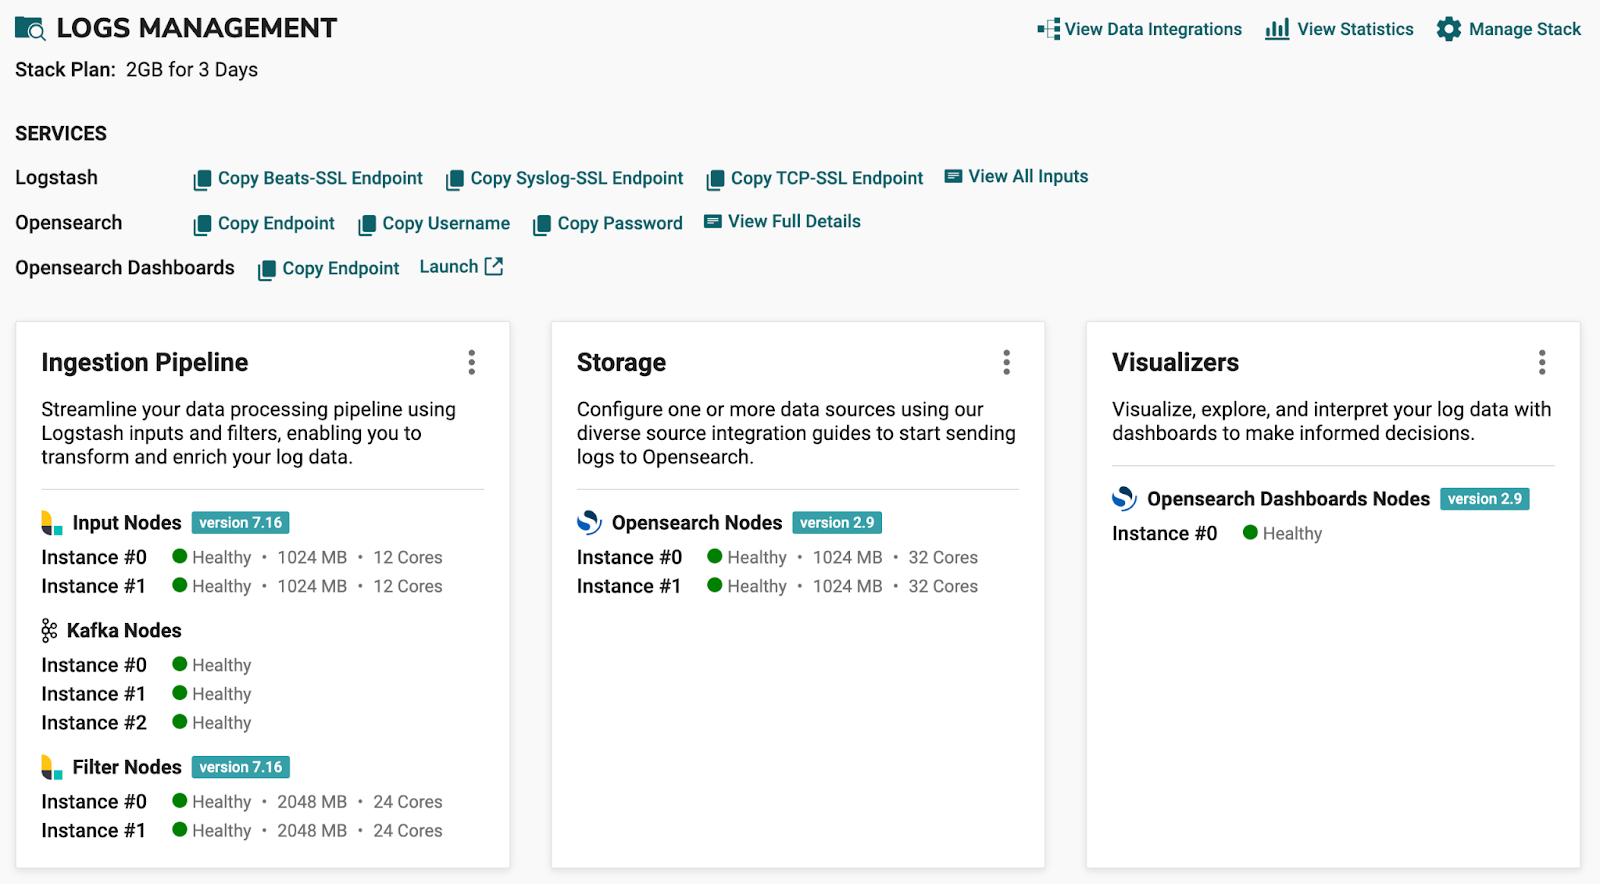 LOGS MANAGEMENT
View Data Integrations View Statistics Manage Stack
Stack Plan: 2GB for 3 Days
SERVICES
Logstash Copy Beats-SSL Endpoint Copy Syslog-SSL Endpoint Copy TCP-SSL Endpoint View All Inputs
Opensearch Copy Endpoint Copy Username Copy Password View Full Details
Opensearch Dashboards Copy Endpoint Launch
Ingestion Pipeline
Streamline your data processing pipeline using
Logstash inputs and filters, enabling you to
transform and enrich your log data.
Input Nodes version 7.16
Instance #0 Healthy • 1024 MB • 12 Cores
Instance #1 Healthy • 1024 MB • 12 Cores
Kafka Nodes
Instance #0 Healthy
Instance #1 Healthy
Instance #2 Healthy
Filter Nodes version 7.16
Instance #0 Healthy • 2048 MB • 24 Cores
Instance #1 Healthy • 2048 MB • 24 Cores
Storage
Configure one or more data sources using our
diverse source integration guides to start sending
logs to Opensearch.
Opensearch Nodes version 2.9
Instance #0 Healthy • 1024 MB • 32 Cores
Instance #1 Healthy • 1024 MB • 32 Cores
Visualizers
Visualize, explore, and interpret your log data with
dashboards to make informed decisions.
Opensearch Dashboards Nodes version 2.9
Instance #0 Healthy